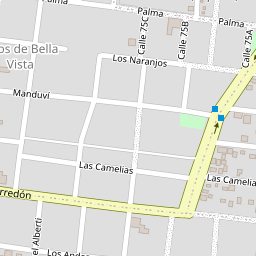 Palma
Palma
Calle 75C
Calle 75B
Calle 75A
os de Bella
Vista
Los Naranjos
Manduví
Las Camelias
Las Camelias
rredón
el Alberti
Los Andes